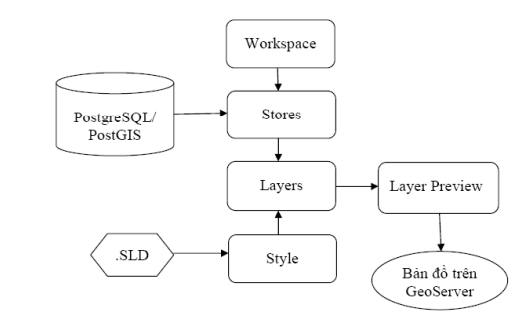 Workspace
PostgreSQL/
PostGIS
Stores
Layers
Layer Preview
.SLD
Style
Bản đồ trên
GeoServer